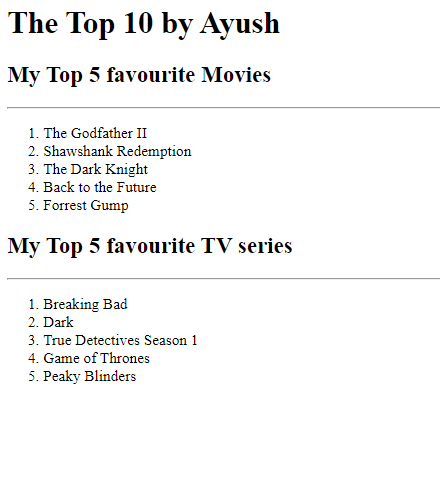 The Top 10 by Ayush
My Top 5 favourite Movies
1. The Godfather II
2. Shawshank Redemption
3. The Dark Knight
4. Back to the Future
5. Forrest Gump
My Top 5 favourite TV series
1. Breaking Bad
2. Dark
3. True Detectives Season 1
4. Game of Thrones
5. Peaky Blinders